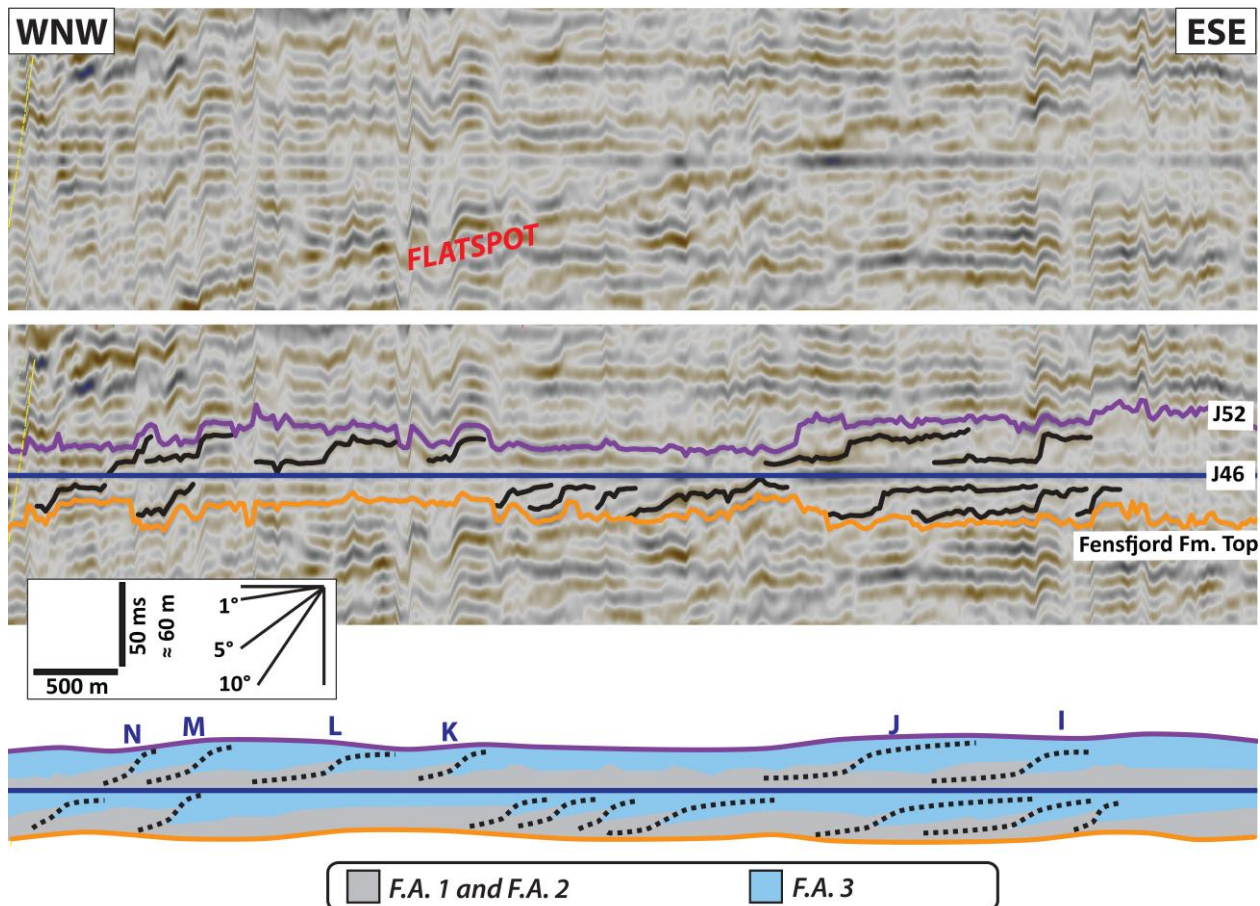 WNW
ESE
FLATSPOT
J52
J46
Fensfjord Fm. Top
50 ms
≈ 60 m
500 m
1°
5°
10°
N
M
L
K
J
I
F.A. 1 and F.A. 2
F.A. 3